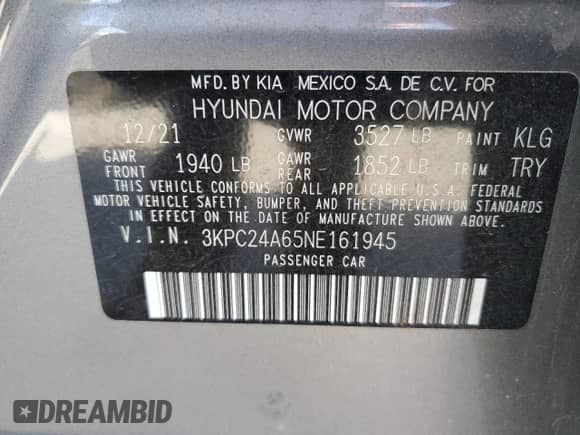 MFD. BY KIA MEXICO S.A. DE C.V. FOR
HYUNDAI MOTOR COMPANY
12/21 GVWR 3527 LB PAINT KLG
GAWR FRONT 1940 LB GAWR REAR 1852 LB TRIM TRY
THIS VEHICLE CONFORMS TO ALL APPLICABLE U.S.A. FEDERAL
MOTOR VEHICLE SAFETY, BUMPER, AND THEFT PREVENTION STANDARDS
IN EFFECT ON THE DATE OF MANUFACTURE SHOWN ABOVE.
V.I.N. 3KPC24A65NE161945
PASSENGER CAR
DREAMBID